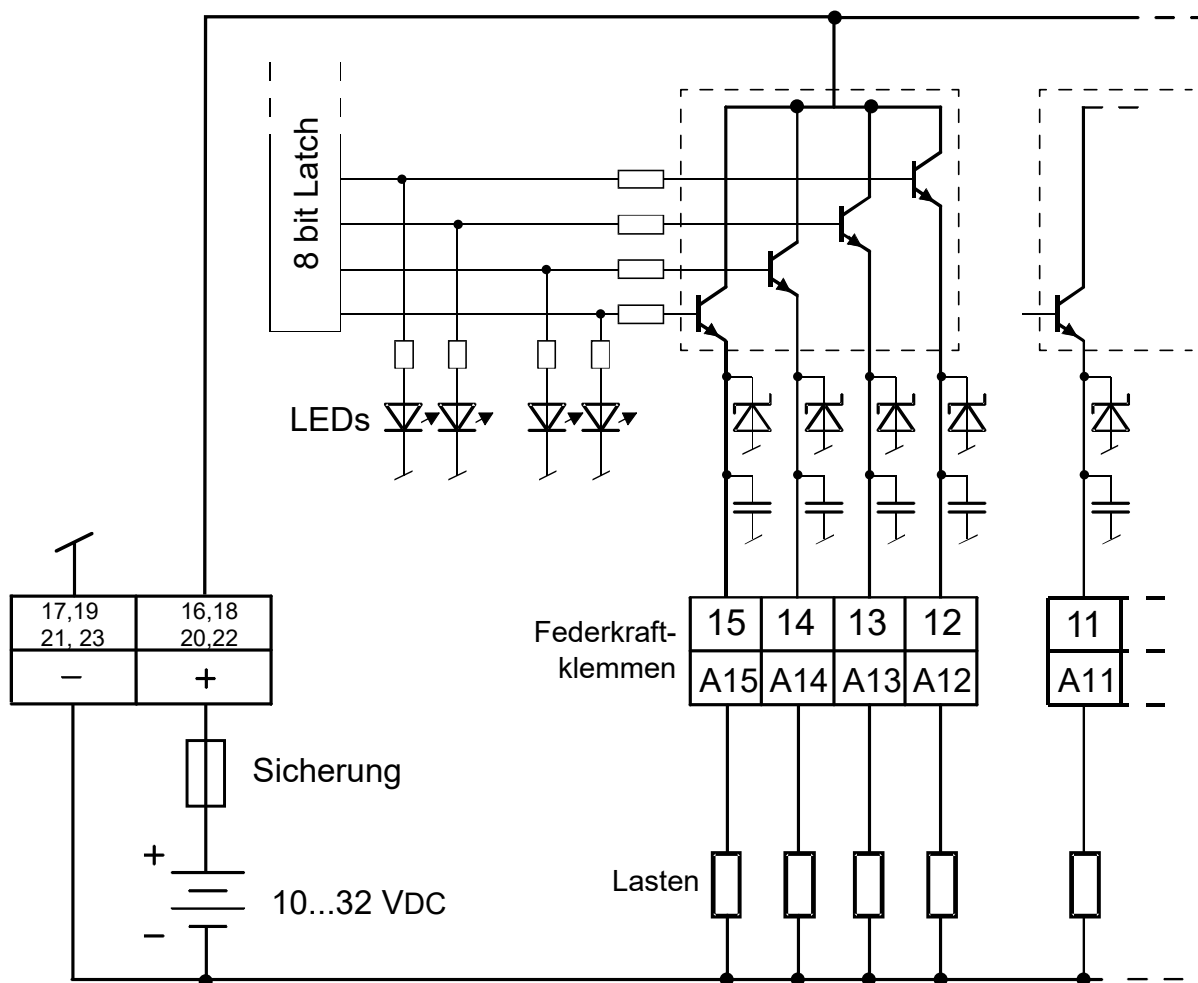 8 bit Latch
LEDs
17,19
21, 23
16,18
20,22
–
+
Federkraft-
klemmen
15
14
13
12
11
A15
A14
A13
A12
A11
Sicherung
+
10...32 VDC
–
Lasten